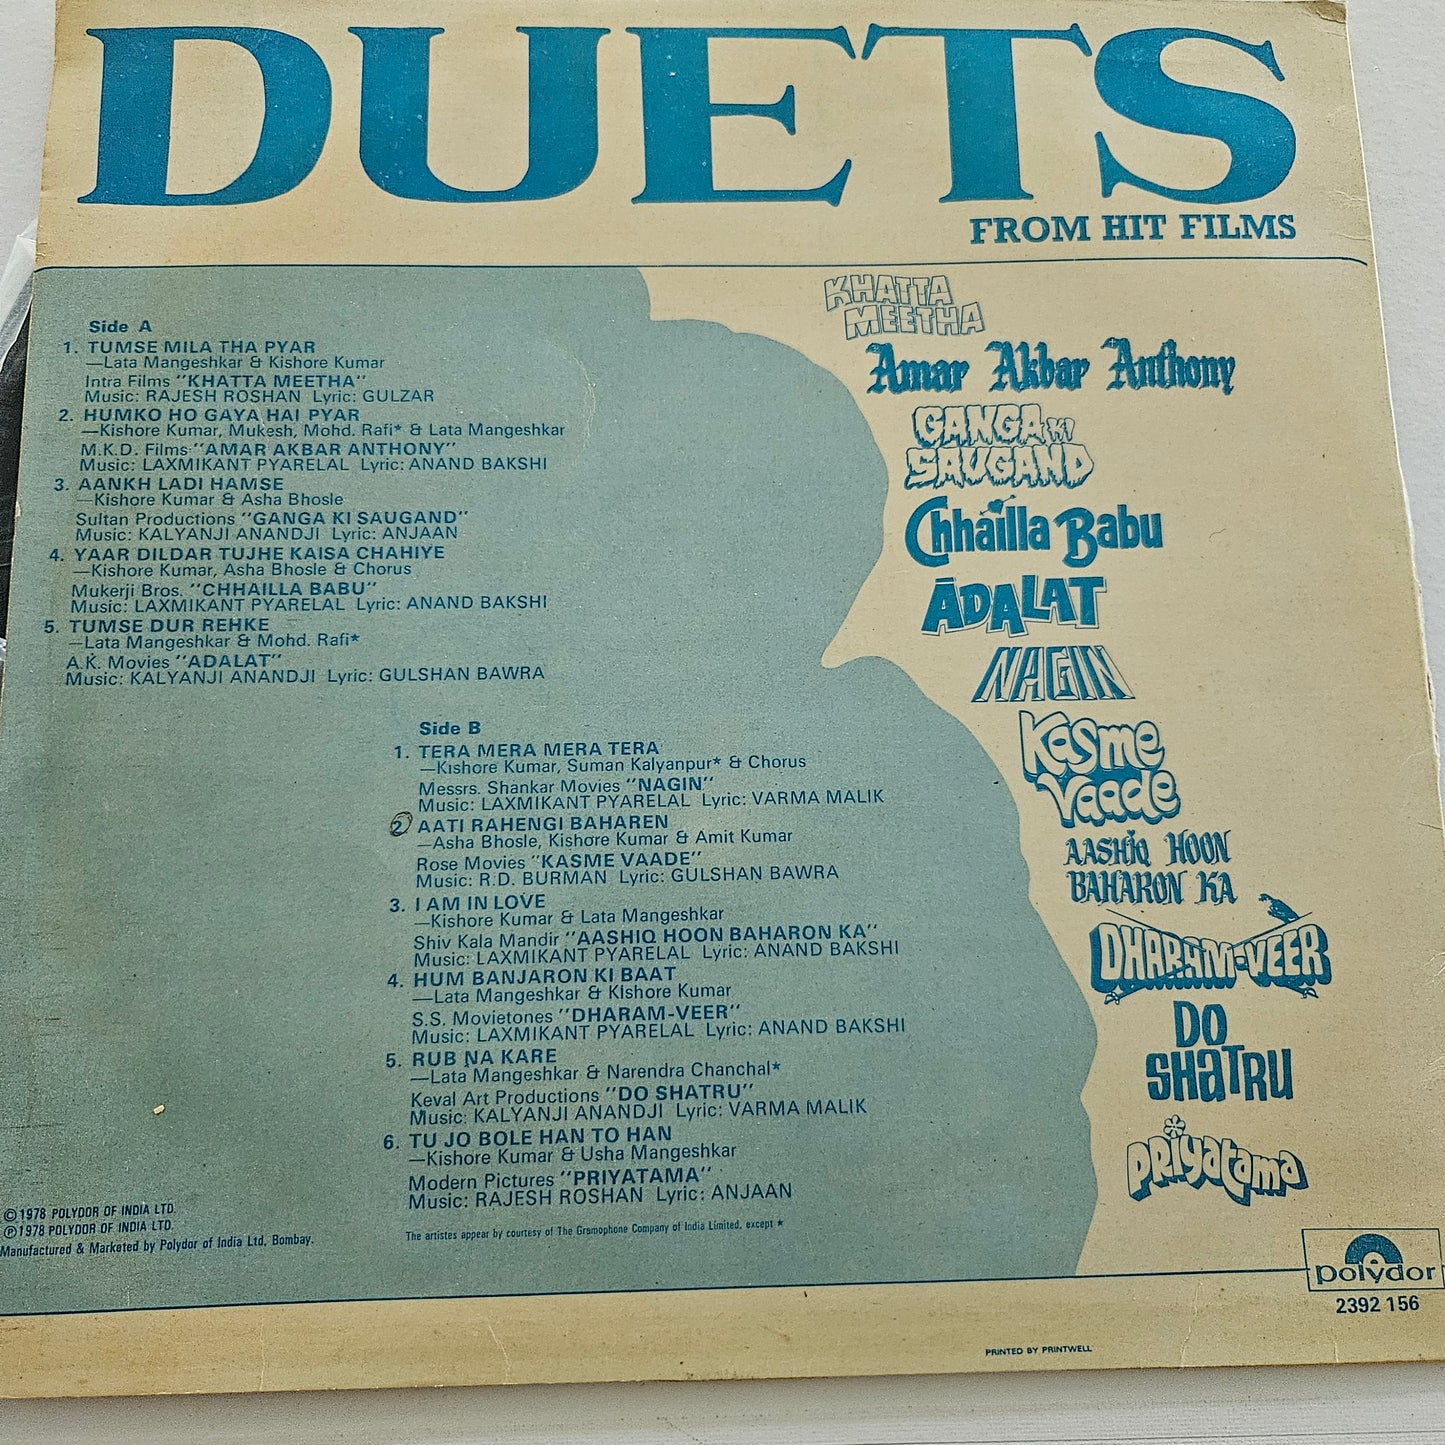 DUETS
FROM HIT FILMS
Side A
1. TUMSE MILA THA PYAR
—Lata Mangeshkar & Kishore Kumar
Intra Films "KHATTA MEETHA"
Music: RAJESH ROSHAN Lyric: GULZAR
2. HUMKO HO GAYA HAI PYAR
—Kishore Kumar, Mukesh, Mohd. Rafi* & Lata Mangeshkar
M.K.D. Films "AMAR AKBAR ANTHONY"
Music: LAXMIKANT PYARELAL Lyric: ANAND BAKSHI
3. AANKH LADI HAMSE
—Kishore Kumar & Asha Bhosle
Sultan Productions "GANGA KI SAUGAND"
Music: KALYANJI ANANDJI Lyric: ANJAAN
4. YAAR DILDAR TUJHE KAISA CHAHIYE
—Kishore Kumar, Asha Bhosle & Chorus
Mukerji Bros. "CHHAILLA BABU"
Music: LAXMIKANT PYARELAL Lyric: ANAND BAKSHI
5. TUMSE DUR REHKE
—Lata Mangeshkar & Mohd. Rafi*
A.K. Movies "ADALAT"
Music: KALYANJI ANANDJI Lyric: GULSHAN BAWRA
Side B
1. TERA MERA MERA TERA
—Kishore Kumar, Suman Kalyanpur* & Chorus
Messrs. Shankar Movies "NAGIN"
Music: LAXMIKANT PYARELAL Lyric: VARMA MALIK
2. AATI RAHENGI BAHAREN
—Asha Bhosle, Kishore Kumar & Amit Kumar
Rose Movies "KASME VAADE"
Music: R.D. BURMAN Lyric: GULSHAN BAWRA
3. I AM IN LOVE
—Kishore Kumar & Lata Mangeshkar
Shiv Kala Mandir "AASHIQ HOON BAHARON KA"
Music: LAXMIKANT PYARELAL Lyric: ANAND BAKSHI
4. HUM BANJARON KI BAAT
—Lata Mangeshkar & KIshore Kumar
S.S. Movietones "DHARAM-VEER"
Music: LAXMIKANT PYARELAL Lyric: ANAND BAKSHI
5. RUB NA KARE
—Lata Mangeshkar & Narendra Chanchal*
Keval Art Productions "DO SHATRU"
Music: KALYANJI ANANDJI Lyric: VARMA MALIK
6. TU JO BOLE HAN TO HAN
—Kishore Kumar & Usha Mangeshkar
Modern Pictures "PRIYATAMA"
Music: RAJESH ROSHAN Lyric: ANJAAN
The artistes appear by courtesy of The Gramophone Company of India Limited, except *
© 1978 POLYDOR OF INDIA LTD.
℗ 1978 POLYDOR OF INDIA LTD.
Manufactured & Marketed by Polydor of India Ltd, Bombay.
KHATTA
MEETHA
Amar Akbar Anthony
GANGA KI
SAUGAND
Chhailla Babu
ADALAT
NAGIN
Kasme
Vaade
AASHIQ HOON
BAHARON KA
DHARAM-VEER
DO
SHATRU
PRIYATAMA
polydor
2392 156
PRINTED BY PRINTWELL